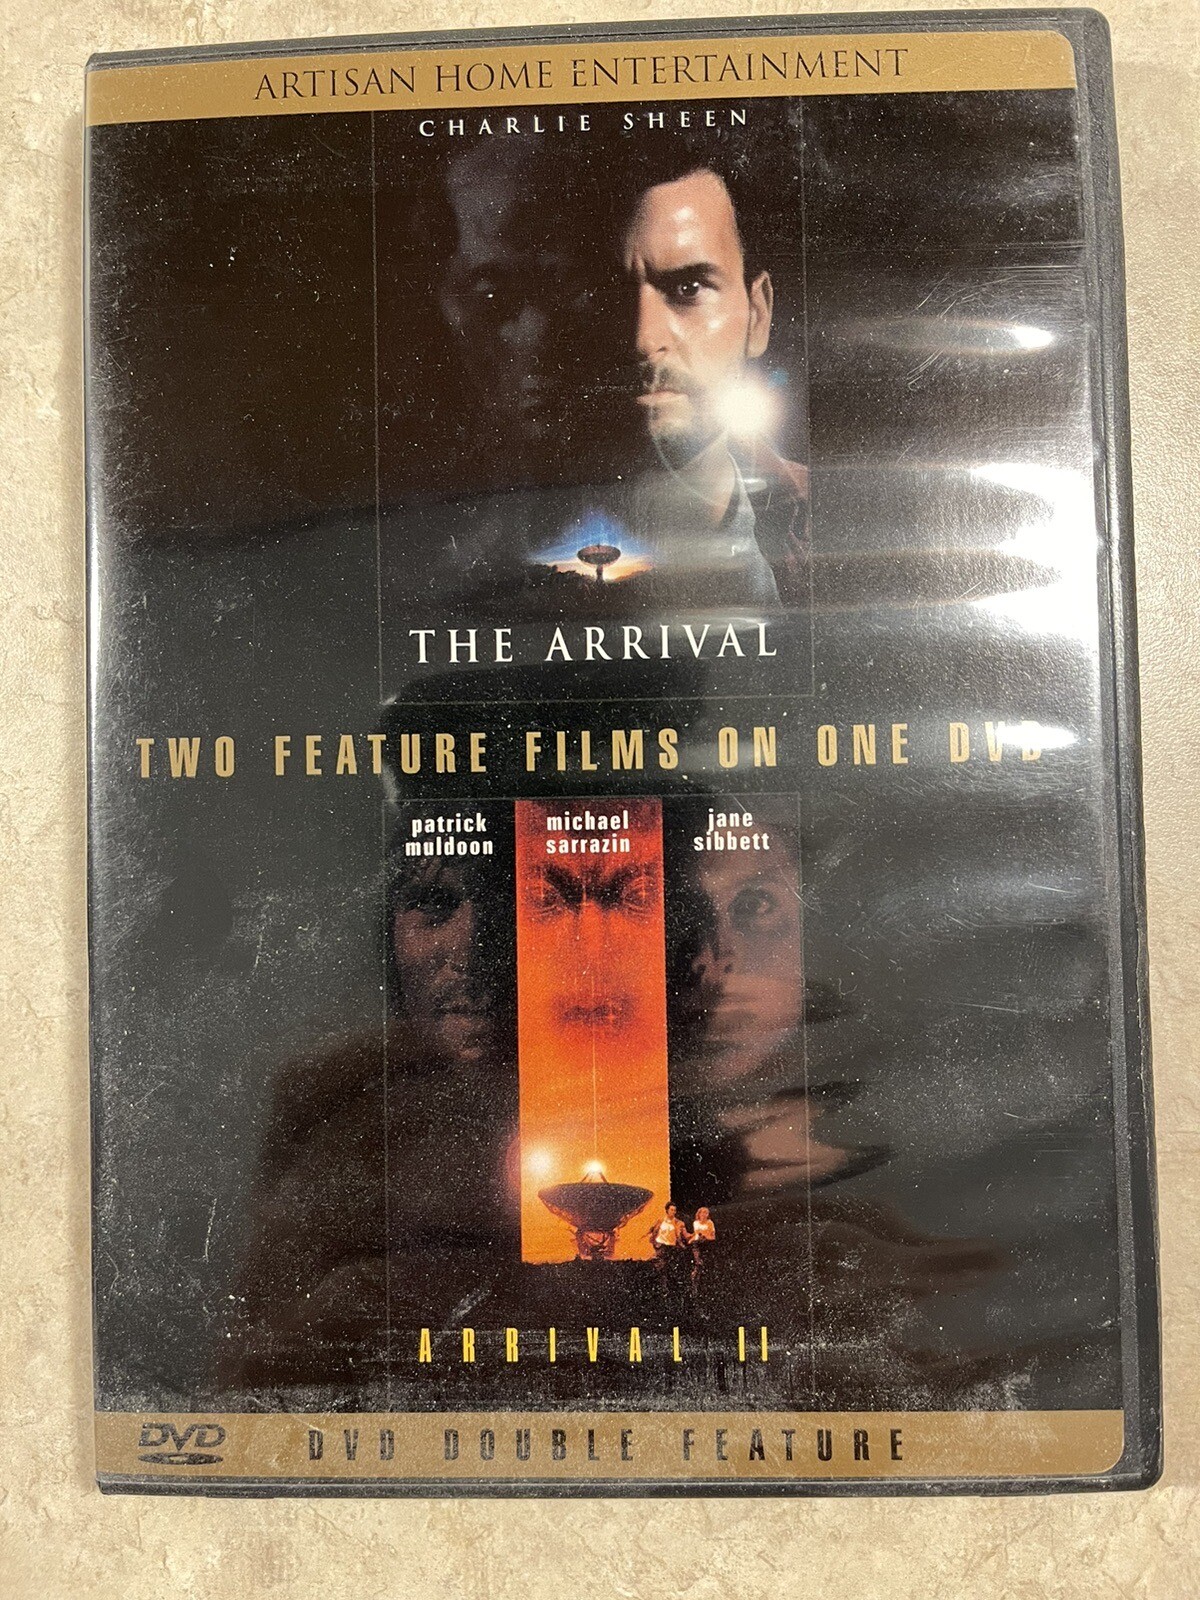 ARTISAN HOME ENTERTAINMENT
CHARLIE SHEEN
THE ARRIVAL
TWO FEATURE FILMS ON ONE DVD
patrick
muldoon
michael
sarrazin
jane
sibbett
ARRIVAL II
DVD
DVD DOUBLE FEATURE